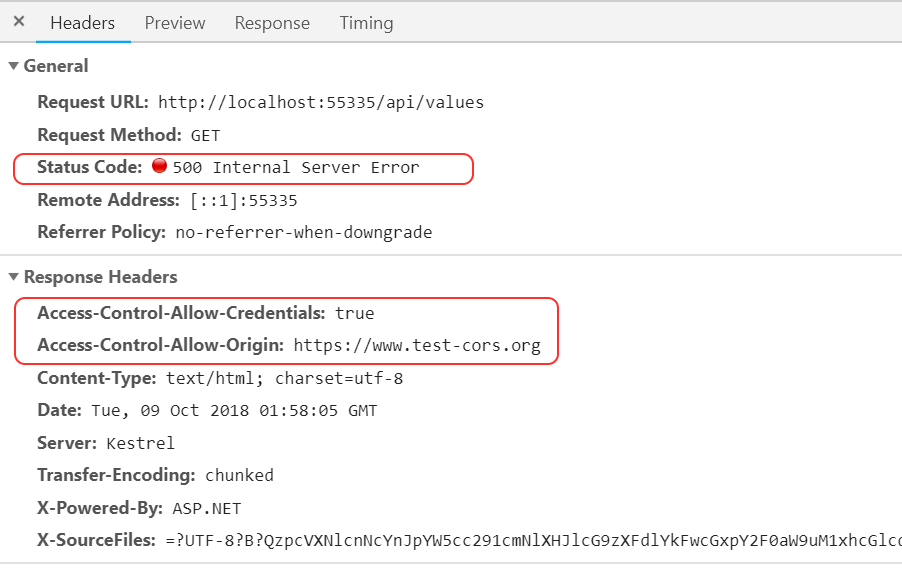 × Headers Preview Response Timing
▼ General
Request URL: http://localhost:55335/api/values
Request Method: GET
Status Code: 500 Internal Server Error
Remote Address: [::1]:55335
Referrer Policy: no-referrer-when-downgrade
▼ Response Headers
Access-Control-Allow-Credentials: true
Access-Control-Allow-Origin: https://www.test-cors.org
Content-Type: text/html; charset=utf-8
Date: Tue, 09 Oct 2018 01:58:05 GMT
Server: Kestrel
Transfer-Encoding: chunked
X-Powered-By: ASP.NET
X-SourceFiles: =?UTF-8?B?QzpcVXNlcnNcYnJpYW5cc291cmNlXHJlcG9zXFdlYkFwcGxpY2F0aW9uM1xhcGlcd